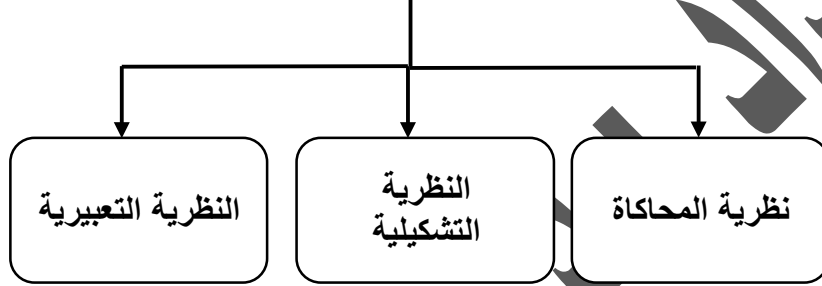 نظرية المحاكاة
النظرية
التشكيلية
النظرية التعبيرية